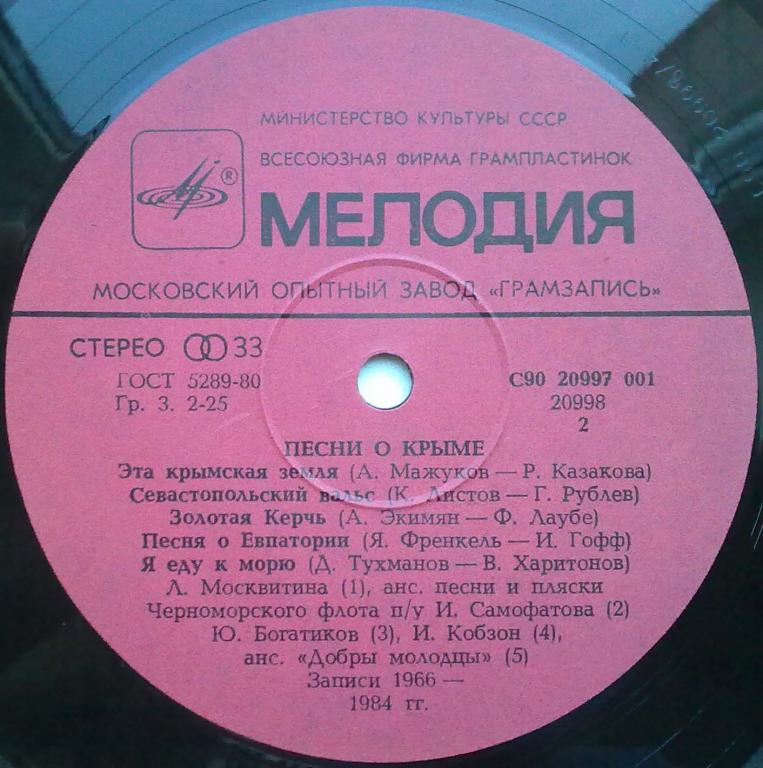 МИНИСТЕРСТВО КУЛЬТУРЫ СССР
ВСЕСОЮЗНАЯ ФИРМА ГРАМПЛАСТИНОК
®
МЕЛОДИЯ
МОСКОВСКИЙ ОПЫТНЫЙ ЗАВОД «ГРАМЗАПИСЬ»
СТЕРЕО 33
ГОСТ 5289-80
Гр. 3. 2-25
С90 20997 001
20998
2
ПЕСНИ О КРЫМЕ
Эта крымская земля (А. Мажуков — Р. Казакова)
Севастопольский вальс (К. Листов — Г. Рублев)
Золотая Керчь (А. Экимян — Ф. Лаубе)
Песня о Евпатории (Я. Френкель — И. Гофф)
Я еду к морю (Д. Тухманов — В. Харитонов)
Л. Москвитина (1), анс. песни и пляски
Черноморского флота п/у И. Самофатова (2)
Ю. Богатиков (3), И. Кобзон (4),
анс. «Добры молодцы» (5)
Записи 1966 —
1984 гг.